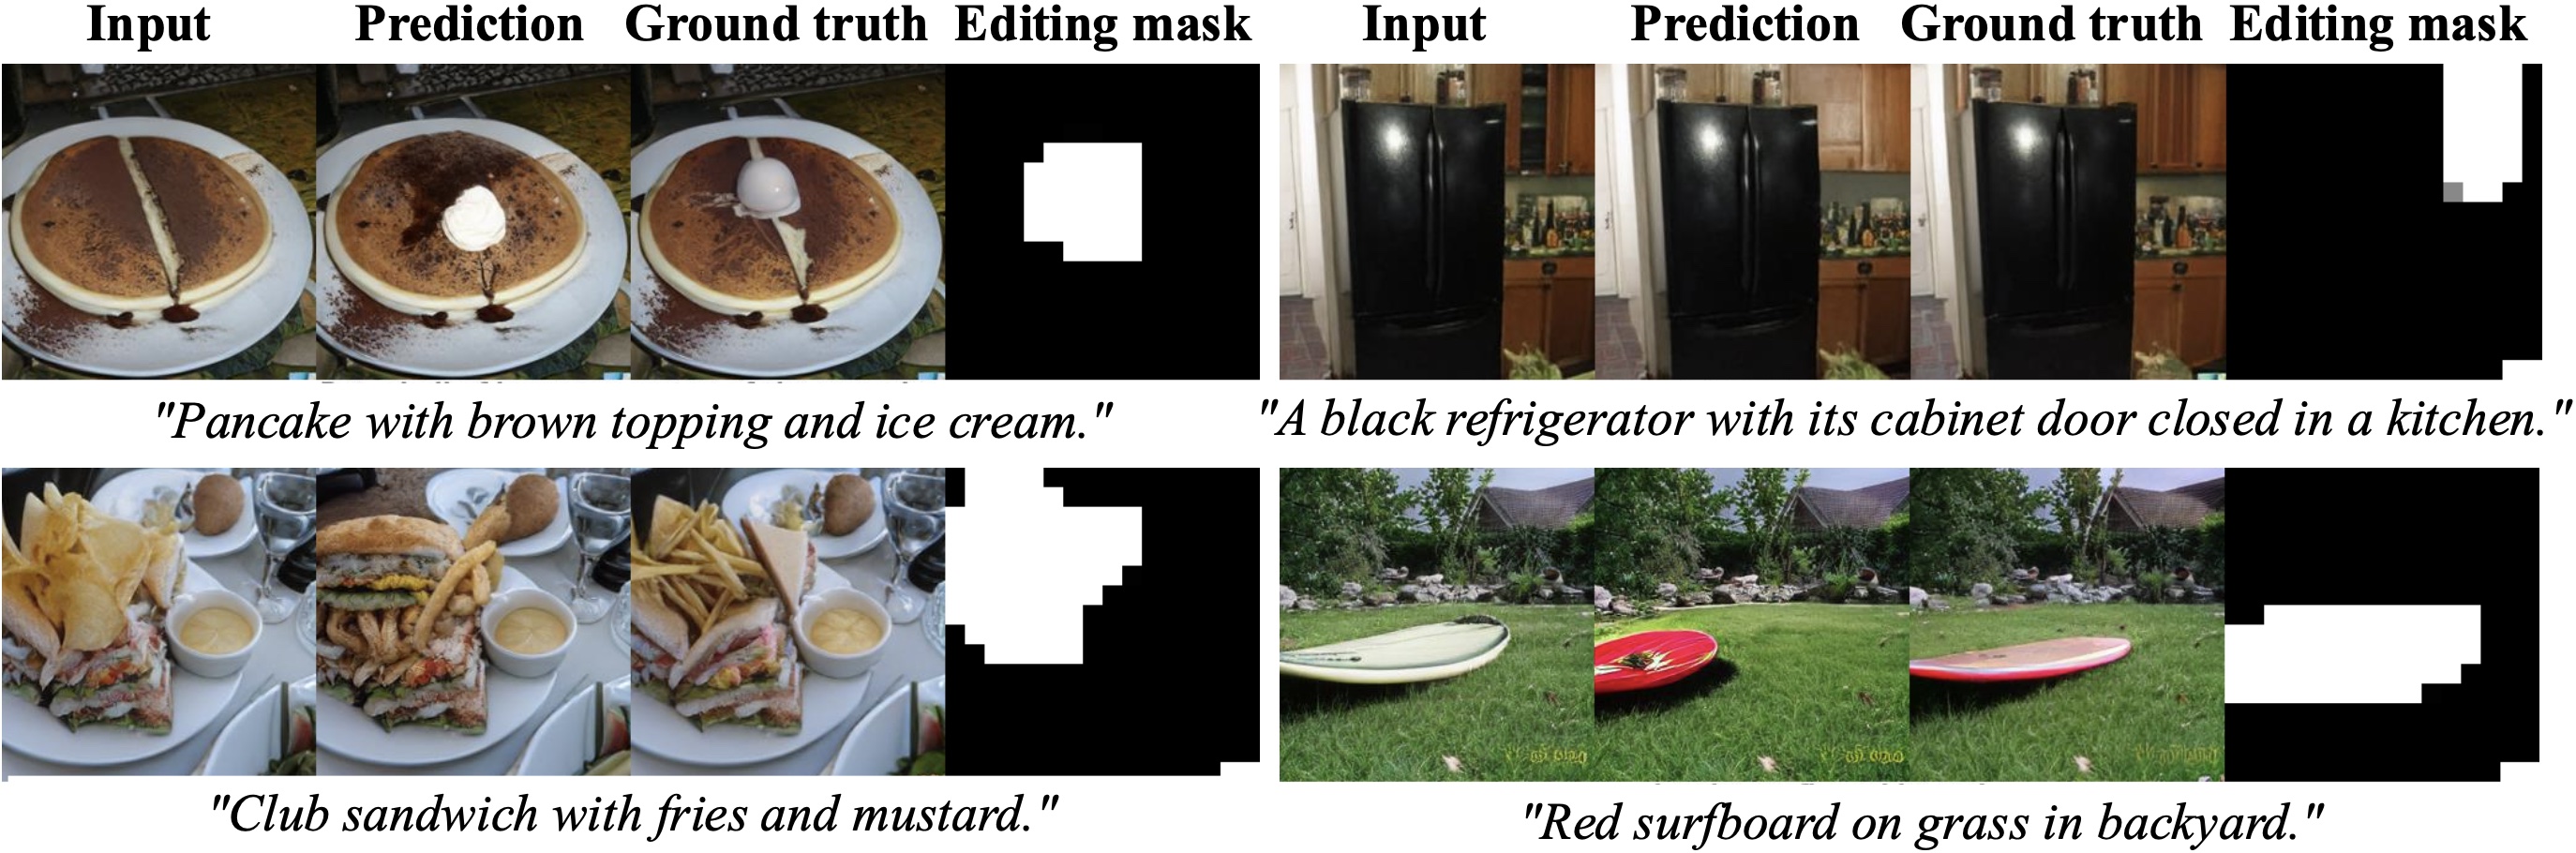 Input Prediction Ground truth Editing mask Input Prediction Ground truth Editing mask
"Pancake with brown topping and ice cream."
"A black refrigerator with its cabinet door closed in a kitchen."
"Club sandwich with fries and mustard."
"Red surfboard on grass in backyard."